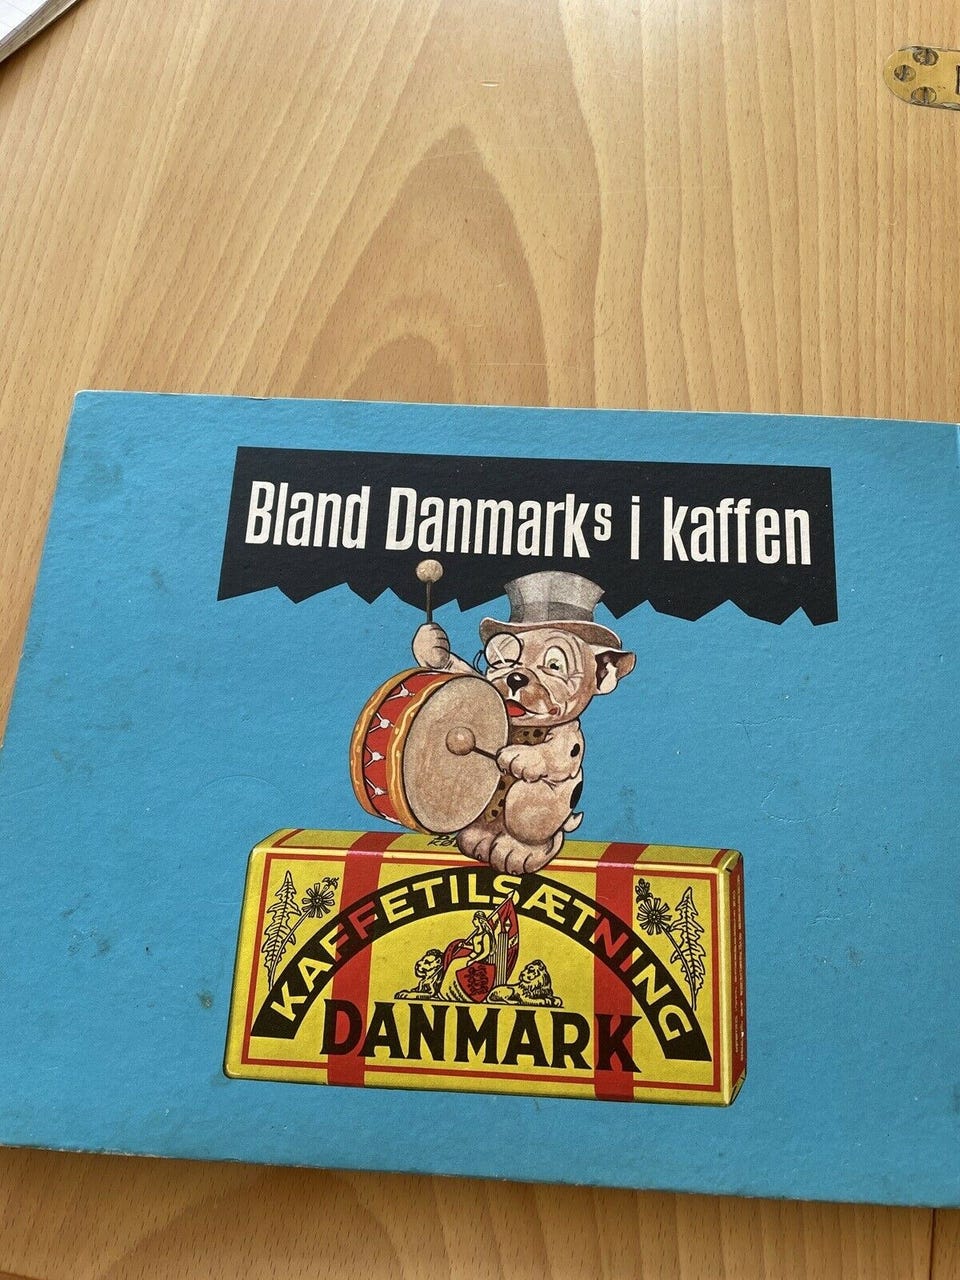 Bland Danmarks i kaffen
KAFFETILSÆTNING
DANMARK